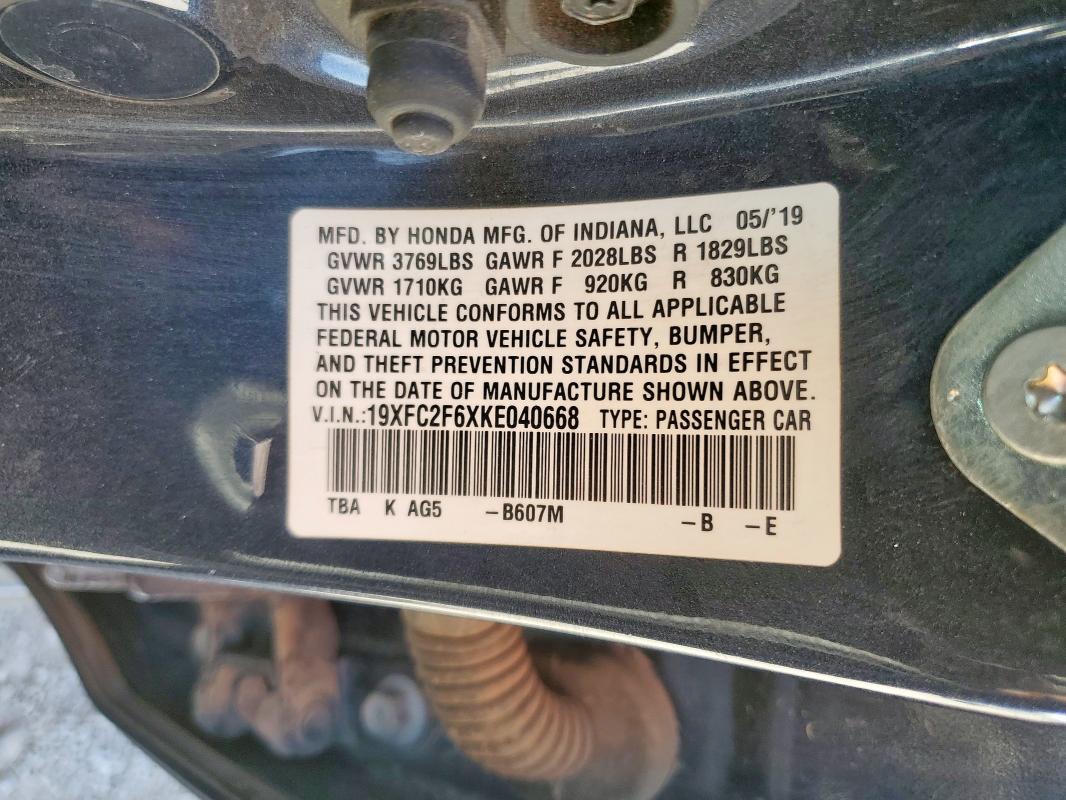 MFD. BY HONDA MFG. OF INDIANA, LLC 05/'19
GVWR 3769LBS GAWR F 2028LBS R 1829LBS
GVWR 1710KG GAWR F 920KG R 830KG
THIS VEHICLE CONFORMS TO ALL APPLICABLE
FEDERAL MOTOR VEHICLE SAFETY, BUMPER,
AND THEFT PREVENTION STANDARDS IN EFFECT
ON THE DATE OF MANUFACTURE SHOWN ABOVE.
V.I.N.:19XFC2F6XKE040668 TYPE: PASSENGER CAR
TBA K AG5 -B607M -B -E